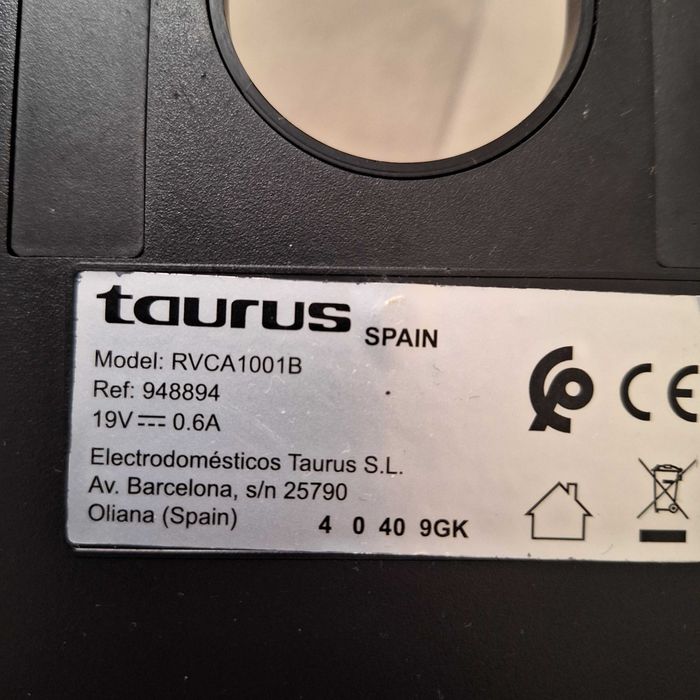 taurus SPAIN
Model: RVCA1001B
Ref: 948894
19V ⎓ 0.6A
Electrodomésticos Taurus S.L.
Av. Barcelona, s/n 25790
Oliana (Spain) 4 0 40 9GK
CE